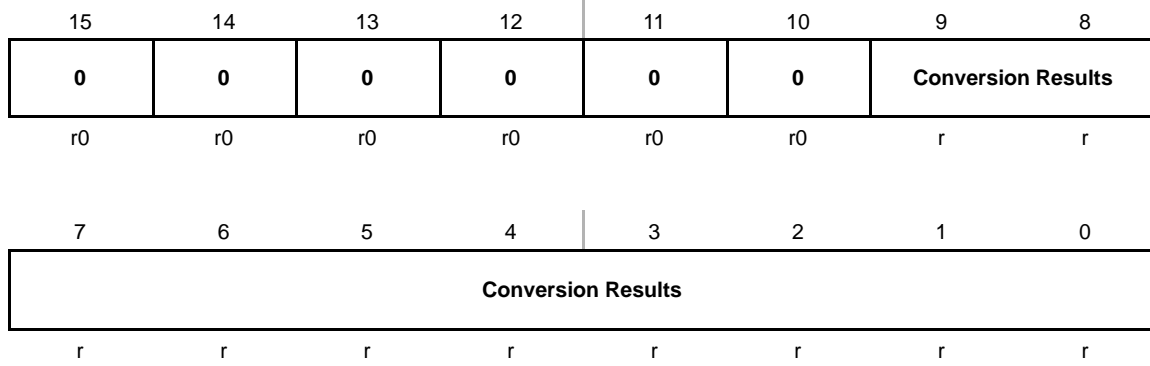 15 14 13 12 11 10 9 8
0 0 0 0 0 0 Conversion Results
r0 r0 r0 r0 r0 r0 r r
7 6 5 4 3 2 1 0
Conversion Results
r r r r r r r r